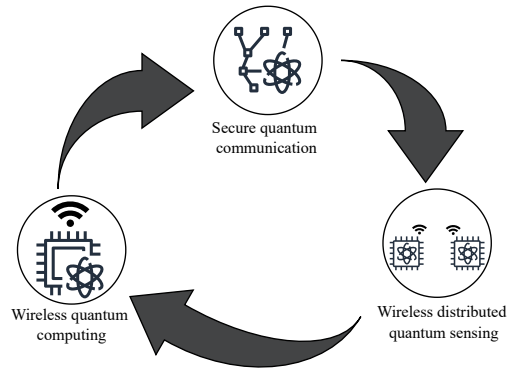 Secure quantum
communication
Wireless distributed
quantum sensing
Wireless quantum
computing